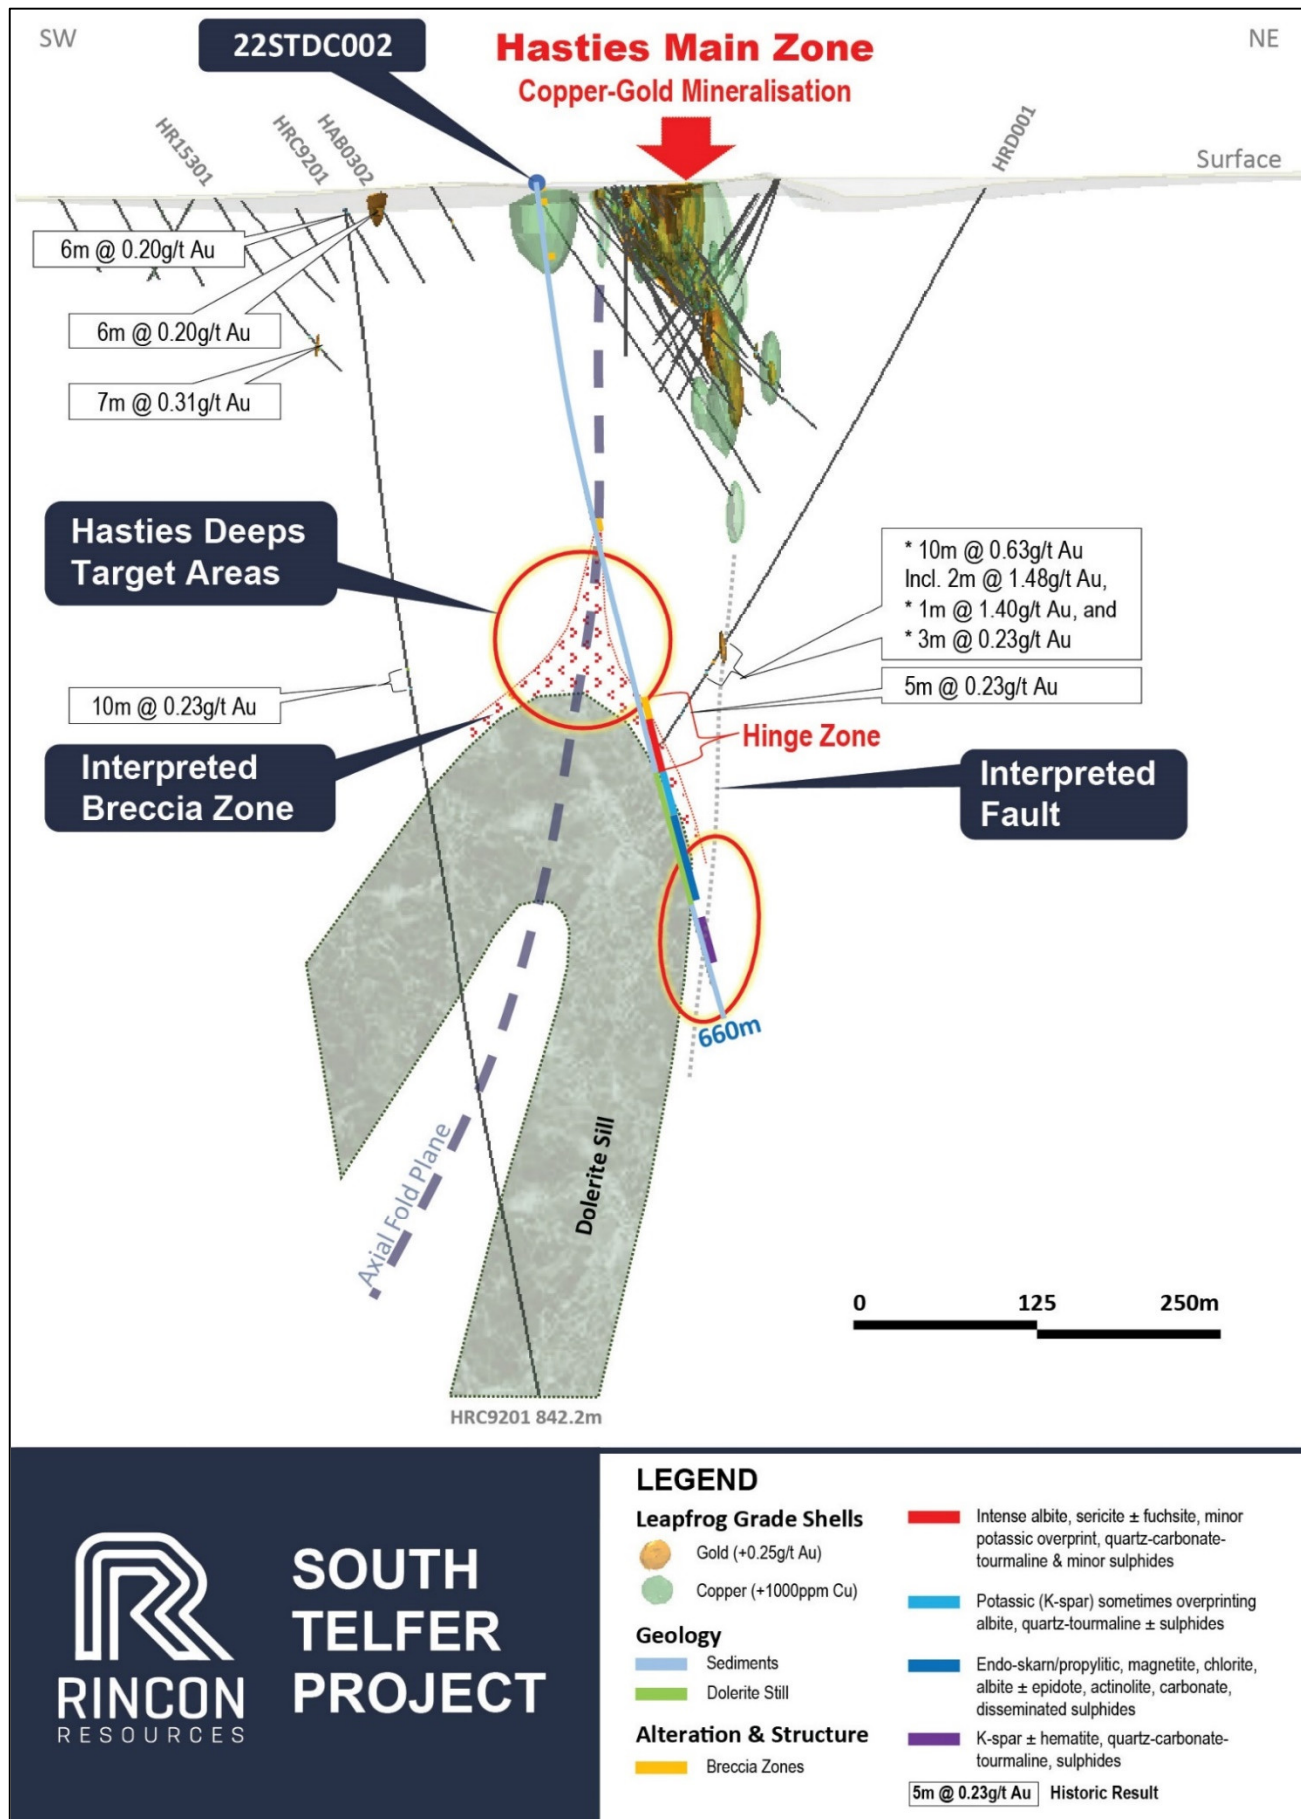 SW
22STDC002
Hasties Main Zone
Copper-Gold Mineralisation
NE
HR15301
HRC9201
HAB0302
HRD001
Surface
6m @ 0.20g/t Au
6m @ 0.20g/t Au
7m @ 0.31g/t Au
Hasties Deeps
Target Areas
* 10m @ 0.63g/t Au
Incl. 2m @ 1.48g/t Au,
* 1m @ 1.40g/t Au, and
* 3m @ 0.23g/t Au
10m @ 0.23g/t Au
5m @ 0.23g/t Au
Hinge Zone
Interpreted
Breccia Zone
Interpreted
Fault
660m
Axial Fold Plane
Dolerite Sill
0 125 250m
HRC9201 842.2m
RINCON
RESOURCES
SOUTH
TELFER
PROJECT
LEGEND
Leapfrog Grade Shells
Gold (+0.25g/t Au)
Copper (+1000ppm Cu)
Geology
Sediments
Dolerite Still
Alteration & Structure
Breccia Zones
Intense albite, sericite ± fuchsite, minor
potassic overprint, quartz-carbonate-
tourmaline & minor sulphides
Potassic (K-spar) sometimes overprinting
albite, quartz-tourmaline ± sulphides
Endo-skarn/propylitic, magnetite, chlorite,
albite ± epidote, actinolite, carbonate,
disseminated sulphides
K-spar ± hematite, quartz-carbonate-
tourmaline, sulphides
5m @ 0.23g/t Au Historic Result